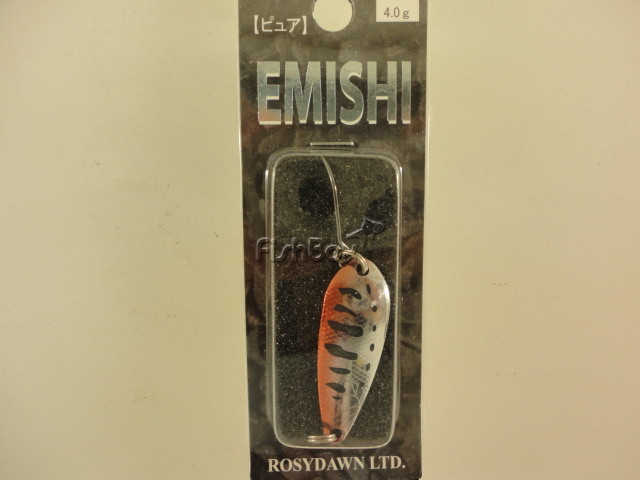 4.0g
【ピュア】
EMISHI
FishBoy
ROSYDAWN LTD.